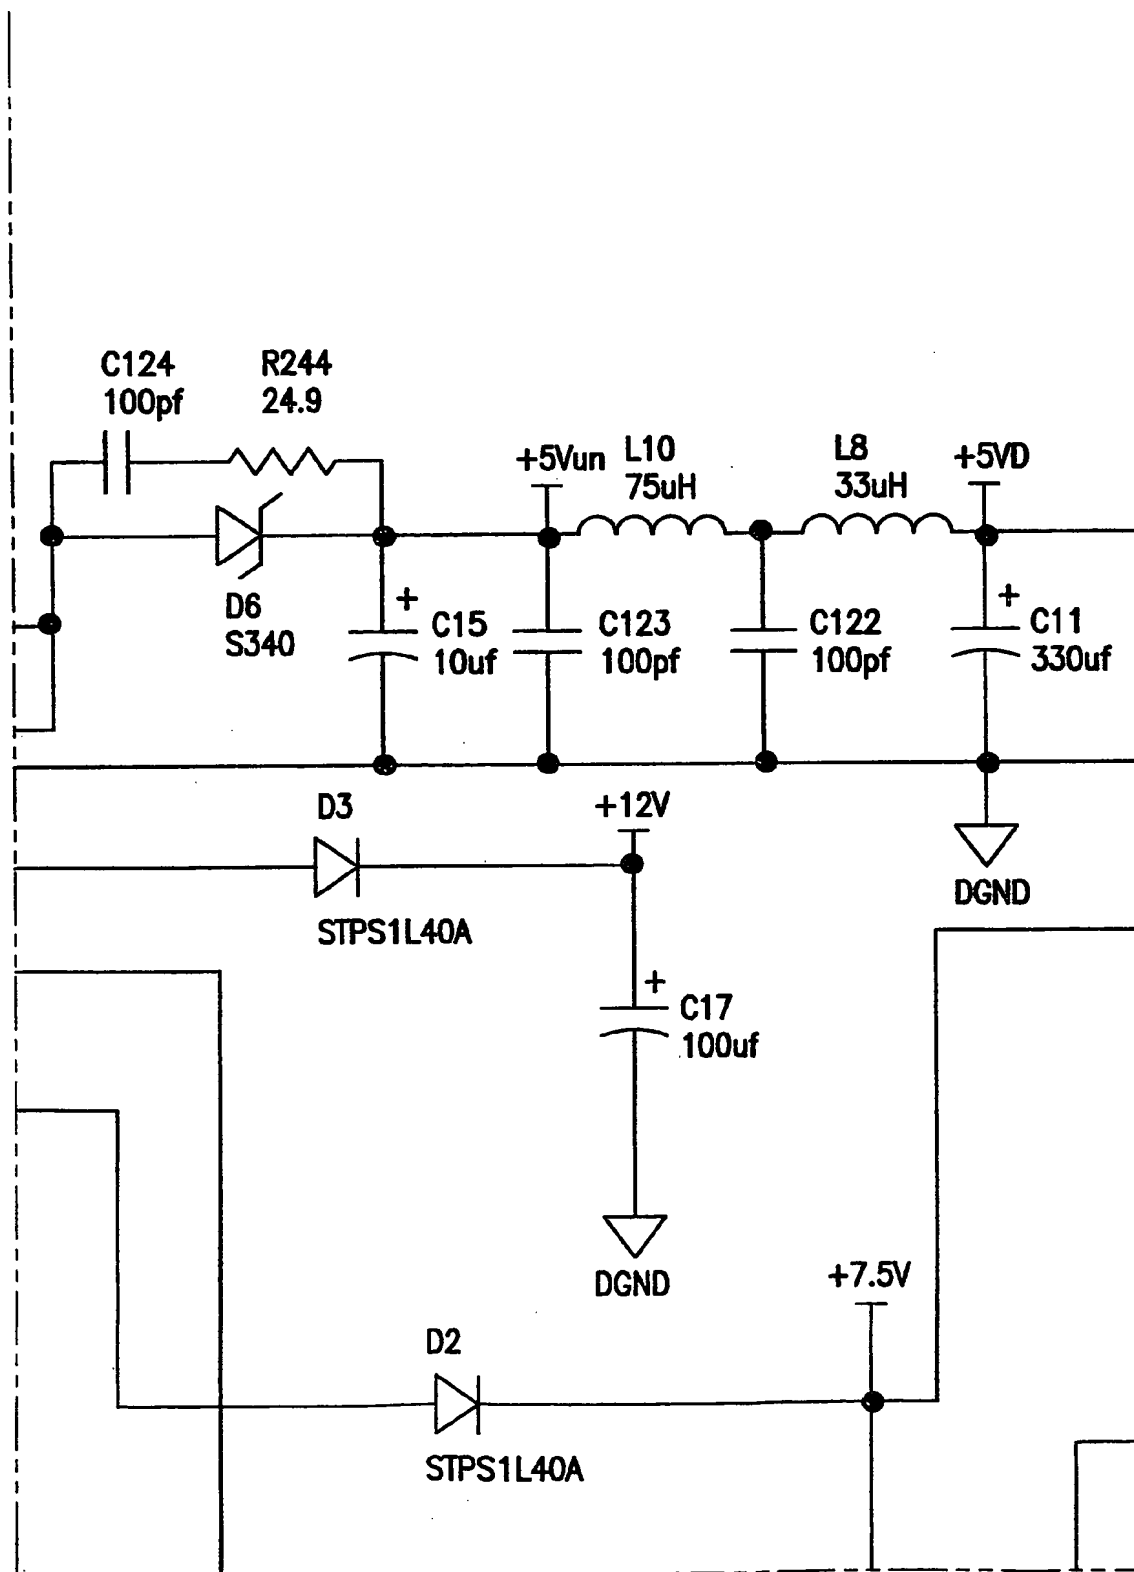 C124
100pf
R244
24.9
+5Vun
L10
75uH
L8
33uH
+5VD
D6
S340
+
C15
10uf
C123
100pf
C122
100pf
+
C11
330uf
D3
STPS1L40A
+12V
DGND
+
C17
100uf
DGND
+7.5V
D2
STPS1L40A